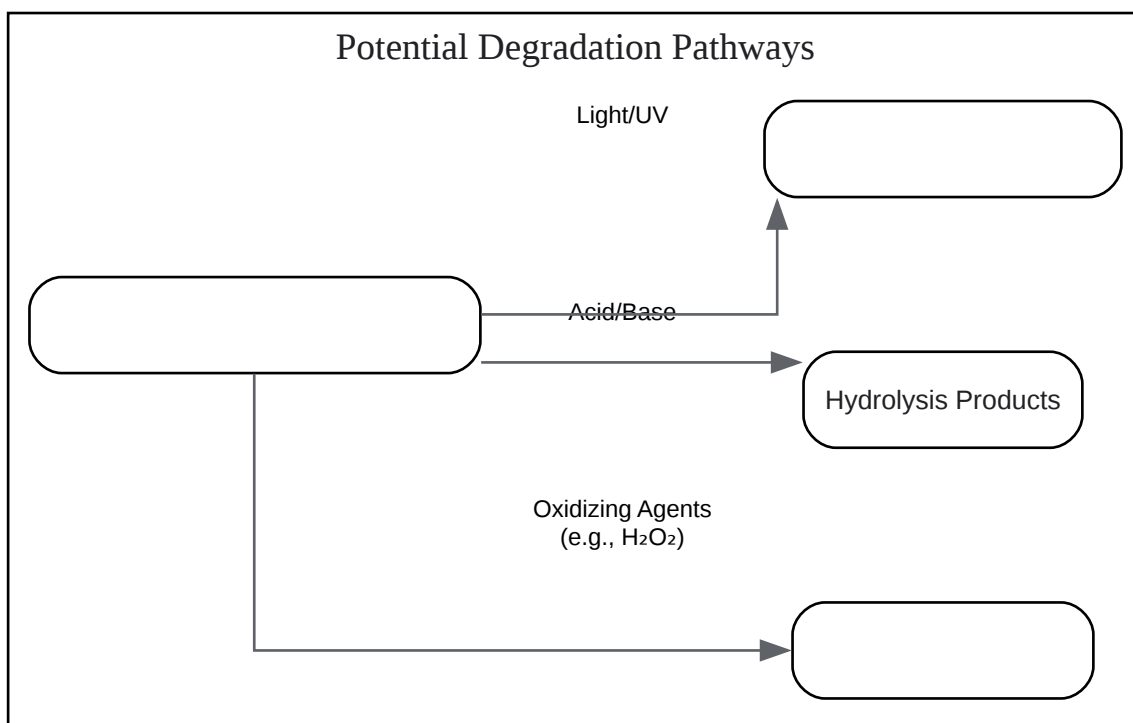 Potential Degradation Pathways
Light/UV
Acid/Base
Hydrolysis Products
Oxidizing Agents
(e.g., H₂O₂)